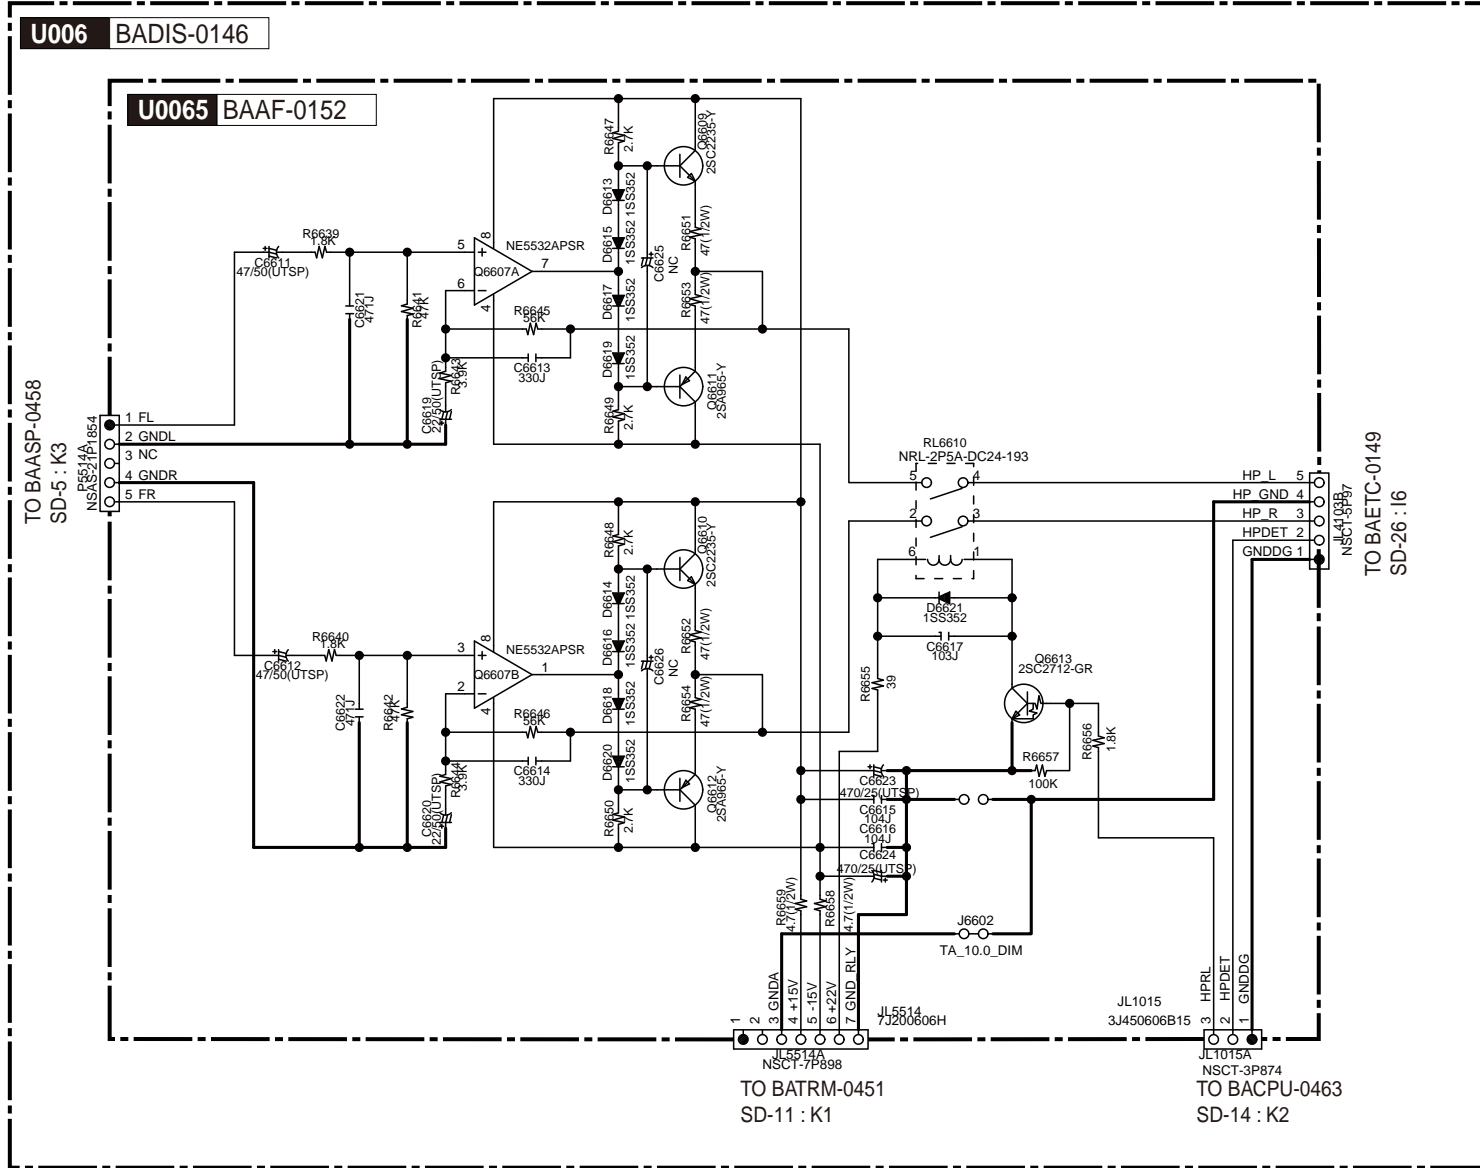 U006 BADIS-0146
U0065 BAAF-0152
R6647
2.7K
Q6609
2SC2235-Y
D6613
1SS352
R6639
1.8K
C6611
47/50(UTSP)
5
6
8
4
7
+
−
NE5532APSR
Q6607A
D6615
1SS352
C6625
NC
R6651
47(1/2W)
C6621
471J
R6641
47K
D6617
1SS352
R6653
47(1/2W)
R6645
56K
C6613
330J
D6619
1SS352
Q6611
2SA965-Y
R6643
3.9K
C6619
22/50(UTSP)
R6649
2.7K
TO BAASP-0458
SD-5 : K3
P5514A
NSAS-21P1854
1 FL
2 GNDL
3 NC
4 GNDR
5 FR
RL6610
NRL-2P5A-DC24-193
5
4
2
3
6
1
HP_L 5
HP_GND 4
HP_R 3
HPDET 2
GNDDG 1
JL4103B
NSCT-5P97
TO BAETC-0149
SD-26 : I6
R6648
2.7K
Q6610
2SC2235-Y
D6614
1SS352
D6621
1SS352
C6617
103J
R6640
1.8K
C6612
47/50(UTSP)
3
2
8
4
1
+
−
NE5532APSR
Q6607B
D6616
1SS352
C6626
NC
R6652
47(1/2W)
R6655
39
Q6613
2SC2712-GR
C6622
471J
R6642
47K
D6618
1SS352
R6654
47(1/2W)
R6646
56K
C6614
330J
D6620
1SS352
Q6612
2SA965-Y
R6656
1.8K
R6657
100K
R6644
3.9K
C6620
22/50(UTSP)
R6650
2.7K
C6623
470/25(UTSP)
C6615
104J
C6616
104J
C6624
470/25(UTSP)
R6659
4.7(1/2W)
R6658
4.7(1/2W)
J6602
TA_10.0_DIM
1
2
3 GNDA
4 +15V
5 -15V
6 +22V
7 GND_RLY
JL5514
7J200606H
JL5514A
NSCT-7P898
TO BATRM-0451
SD-11 : K1
JL1015
3J450606B15
3 HPRL
2 HPDET
1 GNDDG
JL1015A
NSCT-3P874
TO BACPU-0463
SD-14 : K2